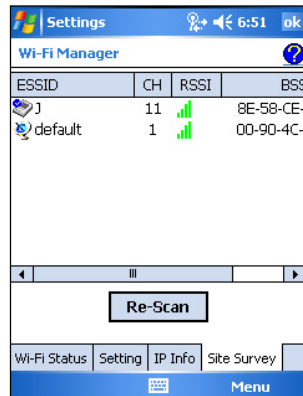 Settings 6:51 ok
Wi-Fi Manager ?
ESSID CH RSSI BSS
J 11 8E-58-CE-
default 1 00-90-4C-
Re-Scan
Wi-Fi Status Setting IP Info Site Survey
Menu